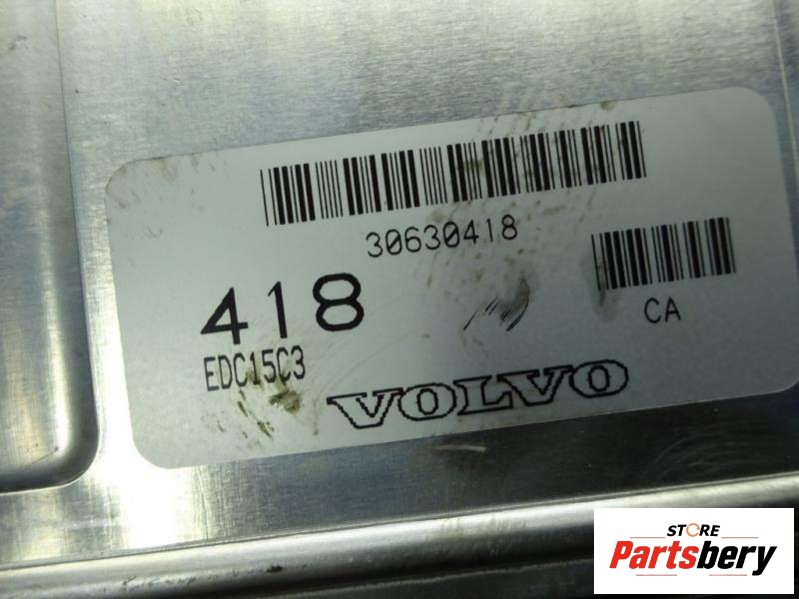 30630418
418
CA
EDC15C3
VOLVO
STORE
Partsbery